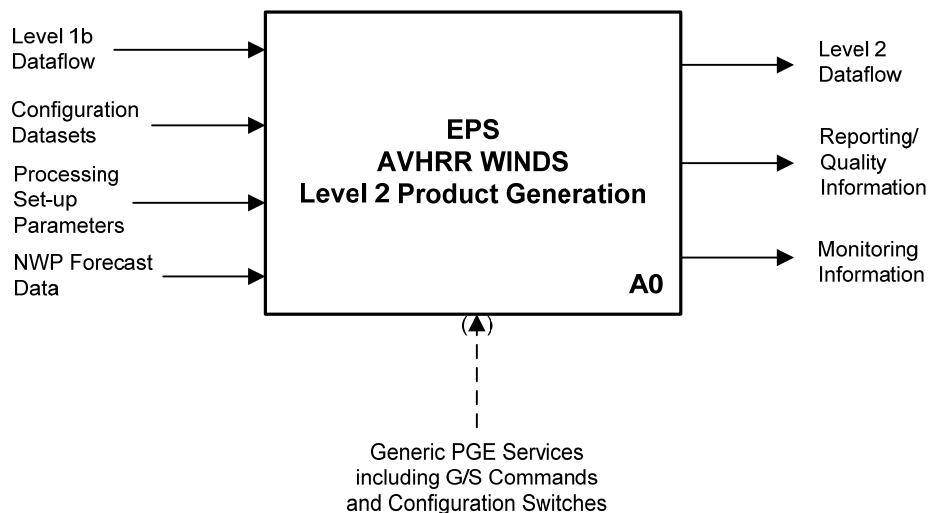 Level 1b
Dataflow
Configuration
Datasets
Processing
Set-up
Parameters
NWP Forecast
Data
EPS
AVHRR WINDS
Level 2 Product Generation
A0
Level 2
Dataflow
Reporting/
Quality
Information
Monitoring
Information
( )
Generic PGE Services
including G/S Commands
and Configuration Switches